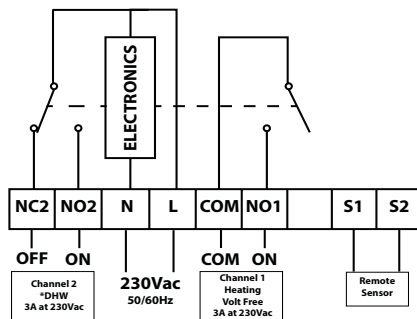 ELECTRONICS
NC2 NO2 N L COM NO1 S1 S2
OFF ON 230Vac 50/60Hz COM ON
Channel 2
*DHW
3A at 230Vac
Channel 1
Heating
Volt Free
3A at 230Vac
Remote
Sensor